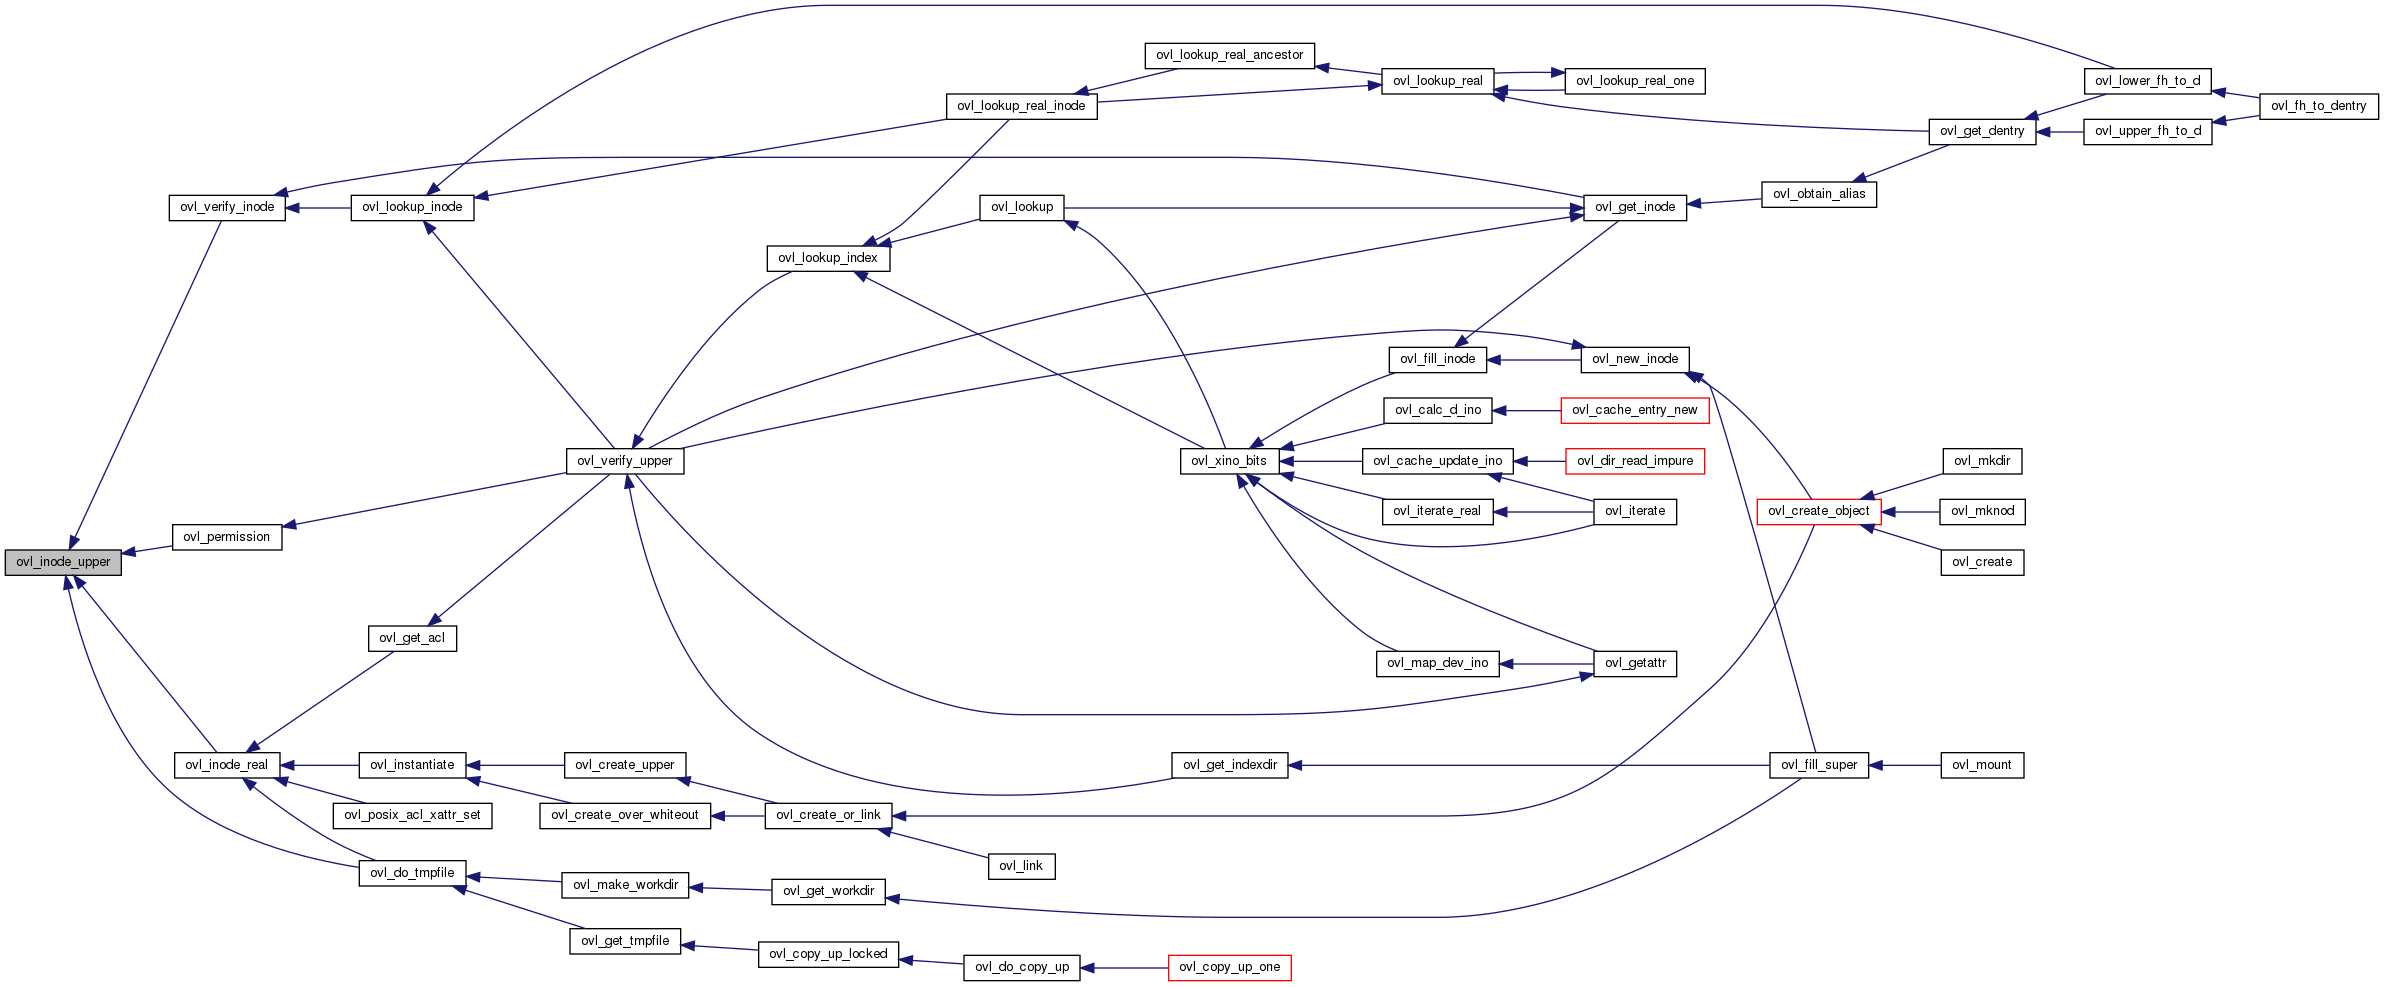 ovl_lookup_real_ancestor
ovl_lookup_real
ovl_lookup_real_one
ovl_lower_fh_to_d
ovl_lookup_real_inode
ovl_fh_to_dentry
ovl_get_dentry
ovl_upper_fh_to_d
ovl_obtain_alias
ovl_verify_inode
ovl_lookup_inode
ovl_lookup
ovl_get_inode
ovl_lookup_index
ovl_fill_inode
ovl_new_inode
ovl_calc_d_ino
ovl_cache_entry_new
ovl_verify_upper
ovl_xino_bits
ovl_cache_update_ino
ovl_dir_read_impure
ovl_mkdir
ovl_iterate_real
ovl_iterate
ovl_create_object
ovl_mknod
ovl_permission
ovl_inode_upper
ovl_create
ovl_get_acl
ovl_map_dev_ino
ovl_getattr
ovl_inode_real
ovl_instantiate
ovl_create_upper
ovl_get_indexdir
ovl_fill_super
ovl_mount
ovl_posix_acl_xattr_set
ovl_create_over_whiteout
ovl_create_or_link
ovl_link
ovl_do_tmpfile
ovl_make_workdir
ovl_get_workdir
ovl_get_tmpfile
ovl_copy_up_locked
ovl_do_copy_up
ovl_copy_up_one